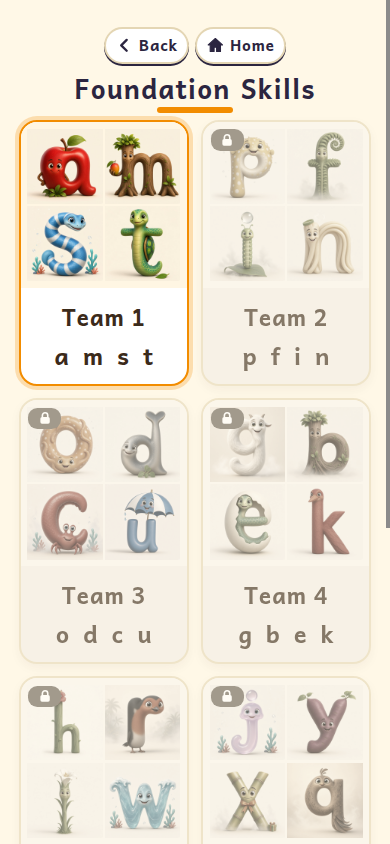 Back Home
Foundation Skills
Team 1
a m s t
Team 2
p f i n
Team 3
o d c u
Team 4
g b e k